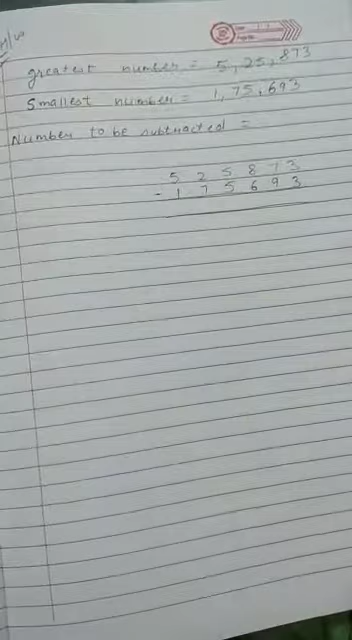 H/W
greatest number = 5,25,873
Smallest number = 1,75,693
Number to be subtracted =
5 2 5 8 7 3
- 1 7 5 6 9 3